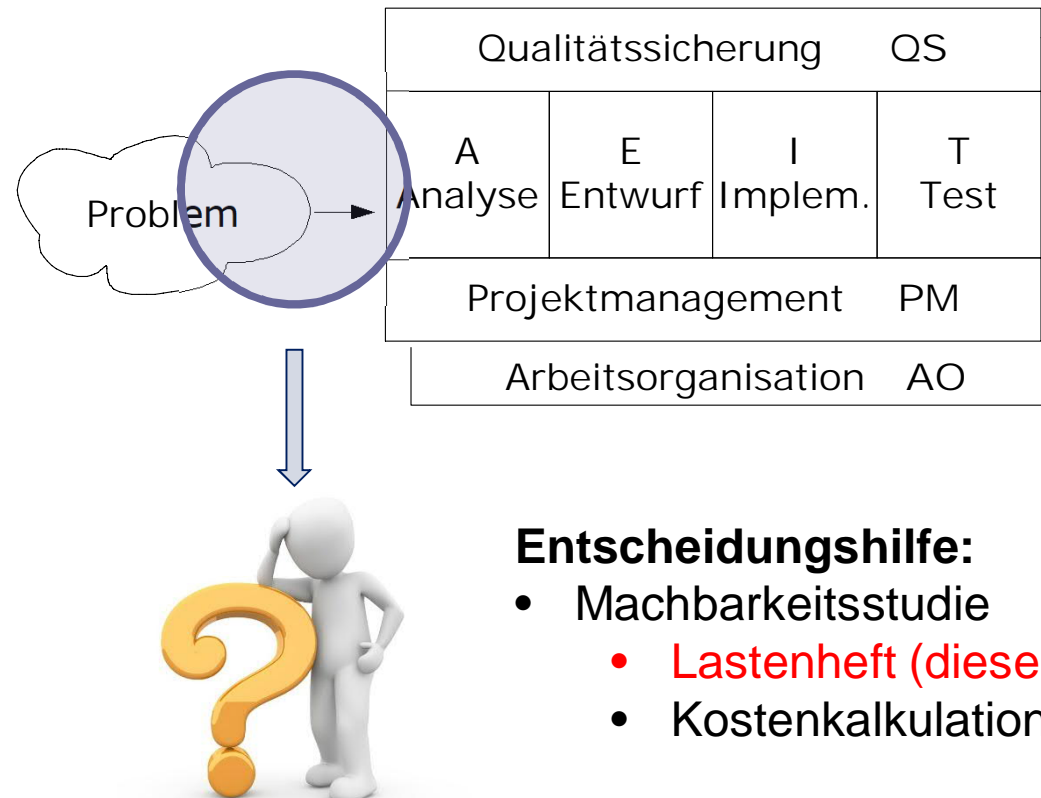 Qualitätssicherung QS
Problem
A
Analyse
E
Entwurf
I
Implem.
T
Test
Projektmanagement PM
Arbeitsorganisation AO
Entscheidungshilfe:
• Machbarkeitsstudie
• Lastenheft (diese
• Kostenkalkulation